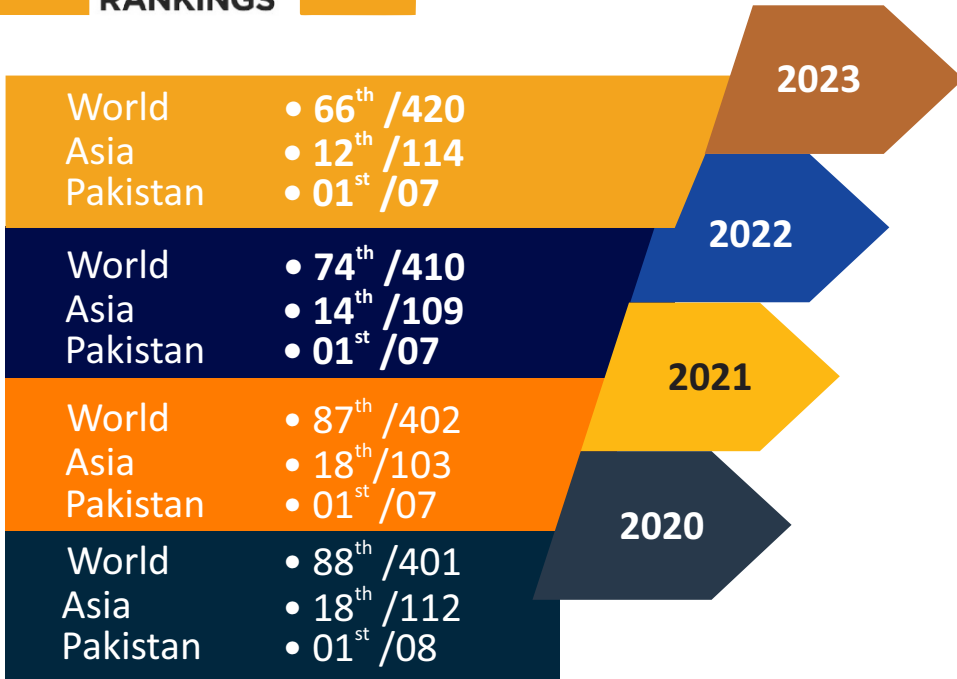 RANKINGS
2023
World • 66th /420
Asia • 12th /114
Pakistan • 01st /07
2022
World • 74th /410
Asia • 14th /109
Pakistan • 01st /07
2021
World • 87th /402
Asia • 18th/103
Pakistan • 01st /07
2020
World • 88th /401
Asia • 18th /112
Pakistan • 01st /08